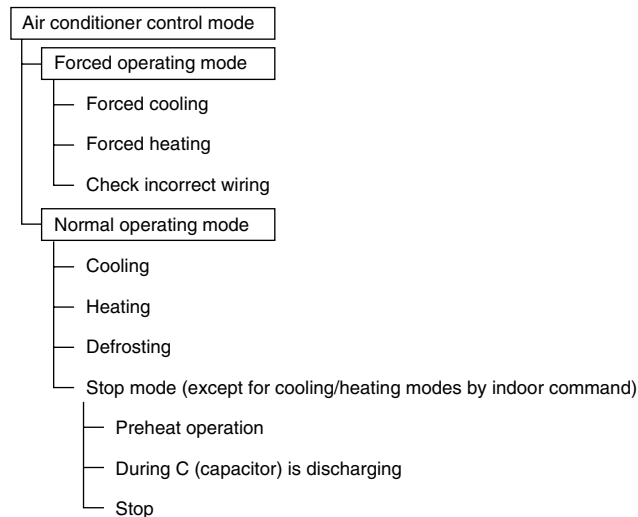 Air conditioner control mode
Forced operating mode
Forced cooling
Forced heating
Check incorrect wiring
Normal operating mode
Cooling
Heating
Defrosting
Stop mode (except for cooling/heating modes by indoor command)
Preheat operation
During C (capacitor) is discharging
Stop